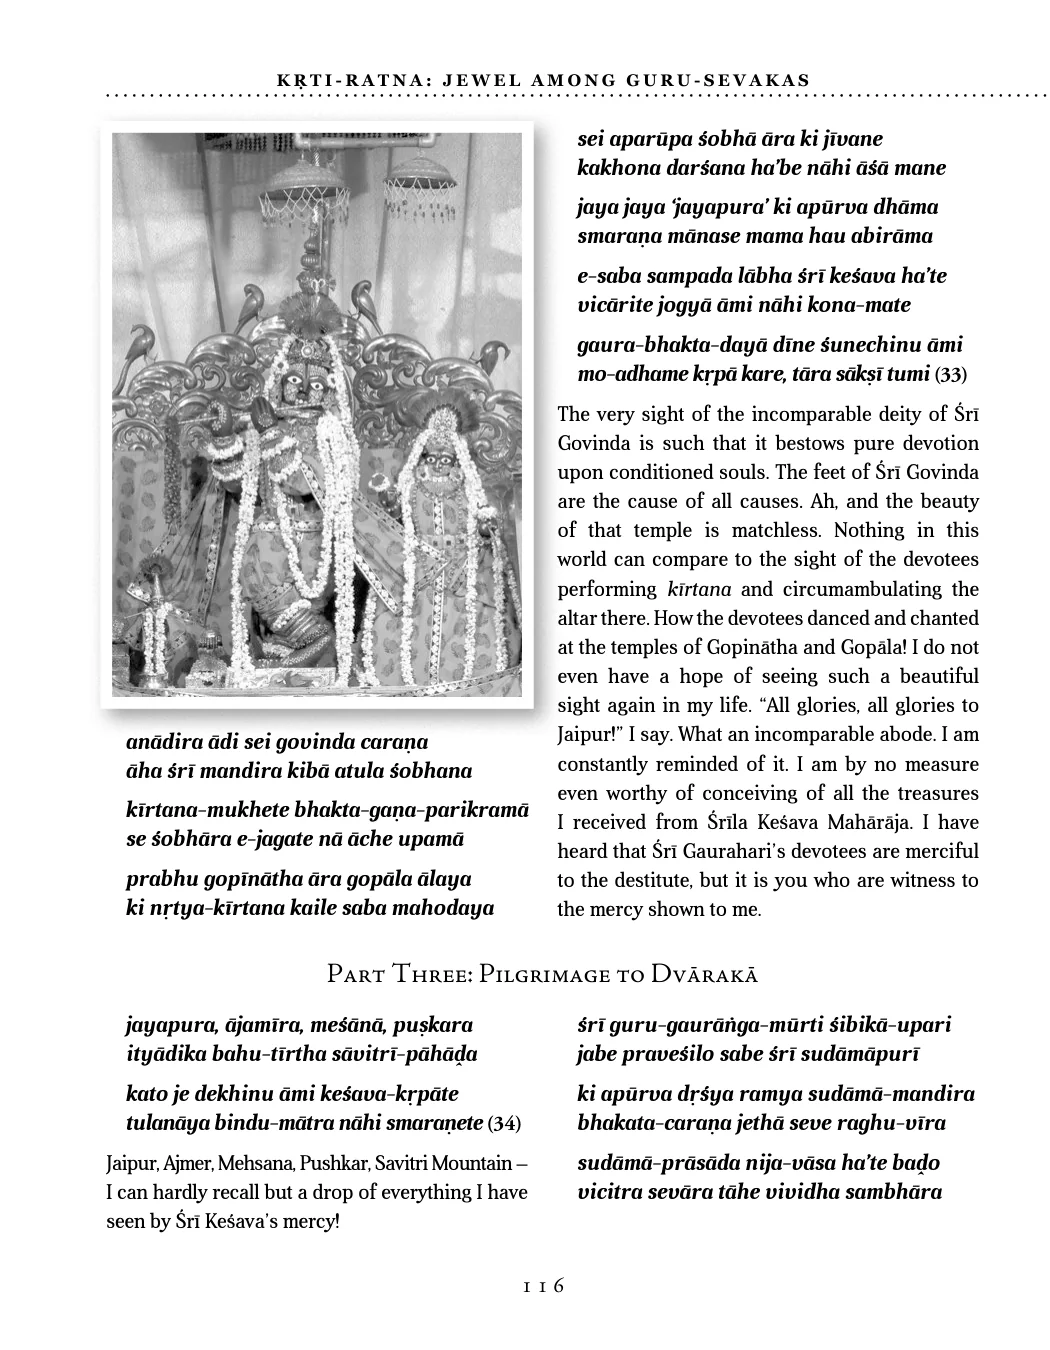 KṚTI-RATNA: JEWEL AMONG GURU-SEVAKAS
anādira ādi sei govinda caraṇa
āha śrī mandira kibā atula śobhana
kīrtana-mukhete bhakta-gaṇa-parikramā
se śobhāra e-jagate nā āche upamā
prabhu gopīnātha āra gopāla ālaya
ki nṛtya-kīrtana kaile saba mahodaya
sei aparūpa śobhā āra ki jīvane
kakhona darśana ha’be nāhi āśā mane
jaya jaya ‘jayapura’ ki apūrva dhāma
smaraṇa mānase mama hau abirāma
e-saba sampada lābha śrī keśava ha’te
vicārite jogyā āmi nāhi kona-mate
gaura-bhakta-dayā dīne śunechinu āmi
mo-adhame kṛpā kare, tāra sākṣī tumi (33)
The very sight of the incomparable deity of Śrī
Govinda is such that it bestows pure devotion
upon conditioned souls. The feet of Śrī Govinda
are the cause of all causes. Ah, and the beauty
of that temple is matchless. Nothing in this
world can compare to the sight of the devotees
performing kīrtana and circumambulating the
altar there. How the devotees danced and chanted
at the temples of Gopinātha and Gopāla! I do not
even have a hope of seeing such a beautiful
sight again in my life. “All glories, all glories to
Jaipur!” I say. What an incomparable abode. I am
constantly reminded of it. I am by no measure
even worthy of conceiving of all the treasures
I received from Śrīla Keśava Mahārāja. I have
heard that Śrī Gaurahari’s devotees are merciful
to the destitute, but it is you who are witness to
the mercy shown to me.
Part Three: Pilgrimage to Dvārakā
jayapura, ājamīra, meśānā, puṣkara
ityādika bahu-tīrtha sāvitrī-pāhāḓa
kato je dekhinu āmi keśava-kṛpāte
tulanāya bindu-mātra nāhi smaraṇete (34)
Jaipur, Ajmer, Mehsana, Pushkar, Savitri Mountain –
I can hardly recall but a drop of everything I have
seen by Śrī Keśava’s mercy!
śrī guru-gaurāṅga-mūrti śibikā-upari
jabe praveśilo sabe śrī sudāmāpurī
ki apūrva dṛśya ramya sudāmā-mandira
bhakata-caraṇa jethā seve raghu-vīra
sudāmā-prāsāda nija-vāsa ha’te baḓo
vicitra sevāra tāhe vividha sambhāra
116